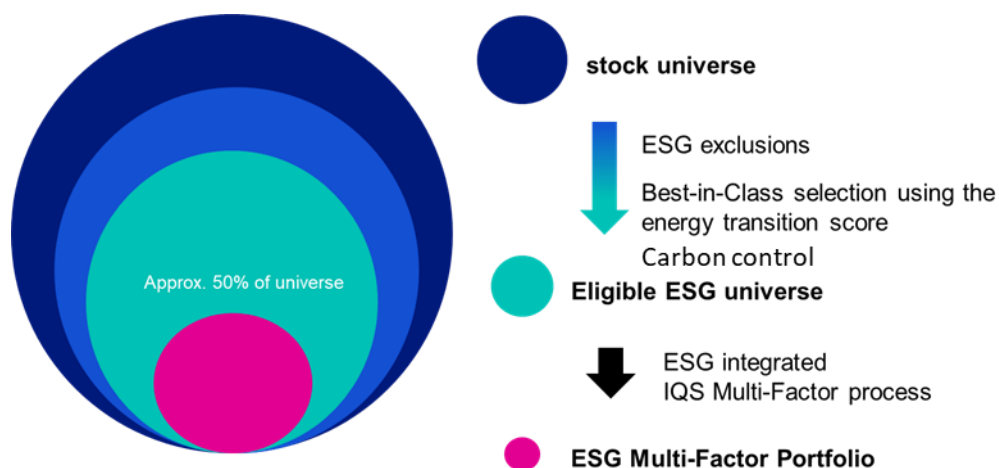 stock universe
ESG exclusions
Best-in-Class selection using the
energy transition score
Carbon control
Approx. 50% of universe
Eligible ESG universe
ESG integrated
IQS Multi-Factor process
ESG Multi-Factor Portfolio